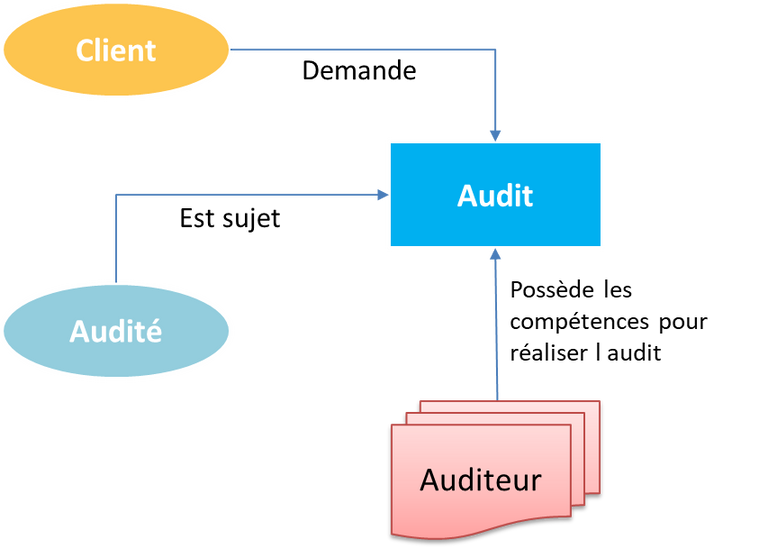 Client
Demande
Audit
Est sujet
Possède les
compétences pour
réaliser l audit
Audité
Auditeur